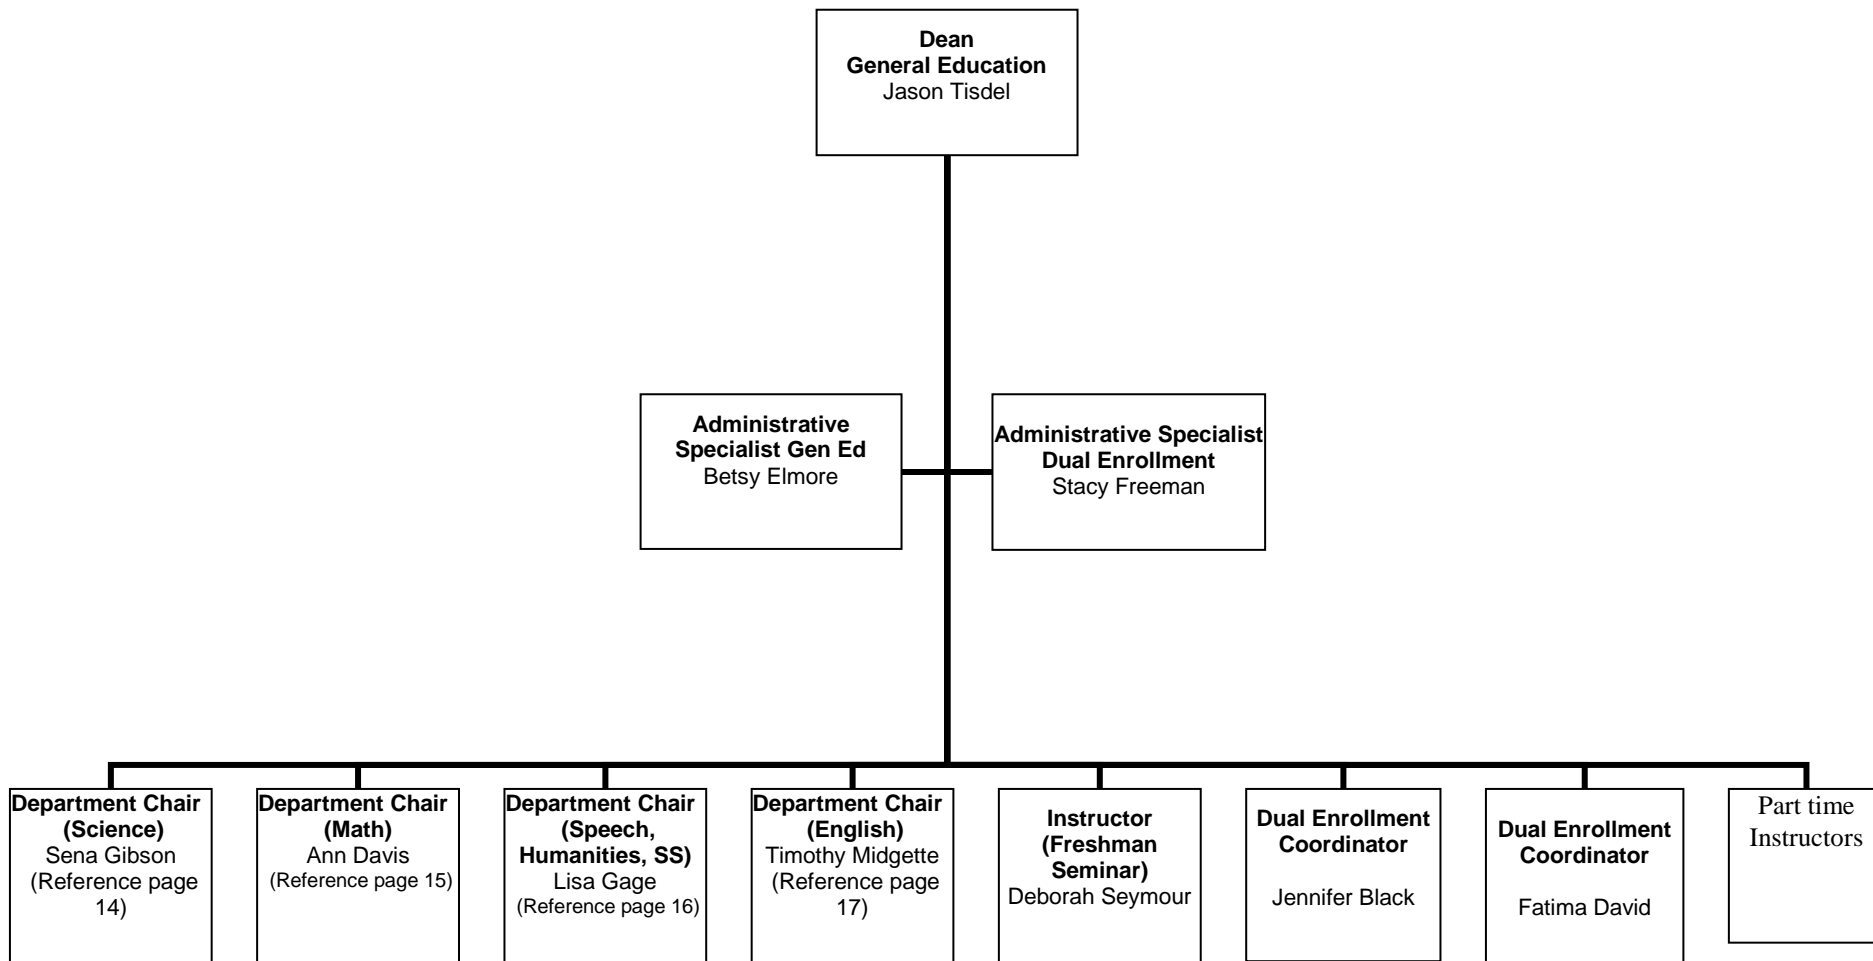 Dean
General Education
Jason Tisdel
Administrative
Specialist Gen Ed
Betsy Elmore
Administrative Specialist
Dual Enrollment
Stacy Freeman
Department Chair
(Science)
Sena Gibson
(Reference page
14)
Department Chair
(Math)
Ann Davis
(Reference page 15)
Department Chair
(Speech,
Humanities, SS)
Lisa Gage
(Reference page 16)
Department Chair
(English)
Timothy Midgette
(Reference page
17)
Instructor
(Freshman
Seminar)
Deborah Seymour
Dual Enrollment
Coordinator
Jennifer Black
Dual Enrollment
Coordinator
Fatima David
Part time
Instructors